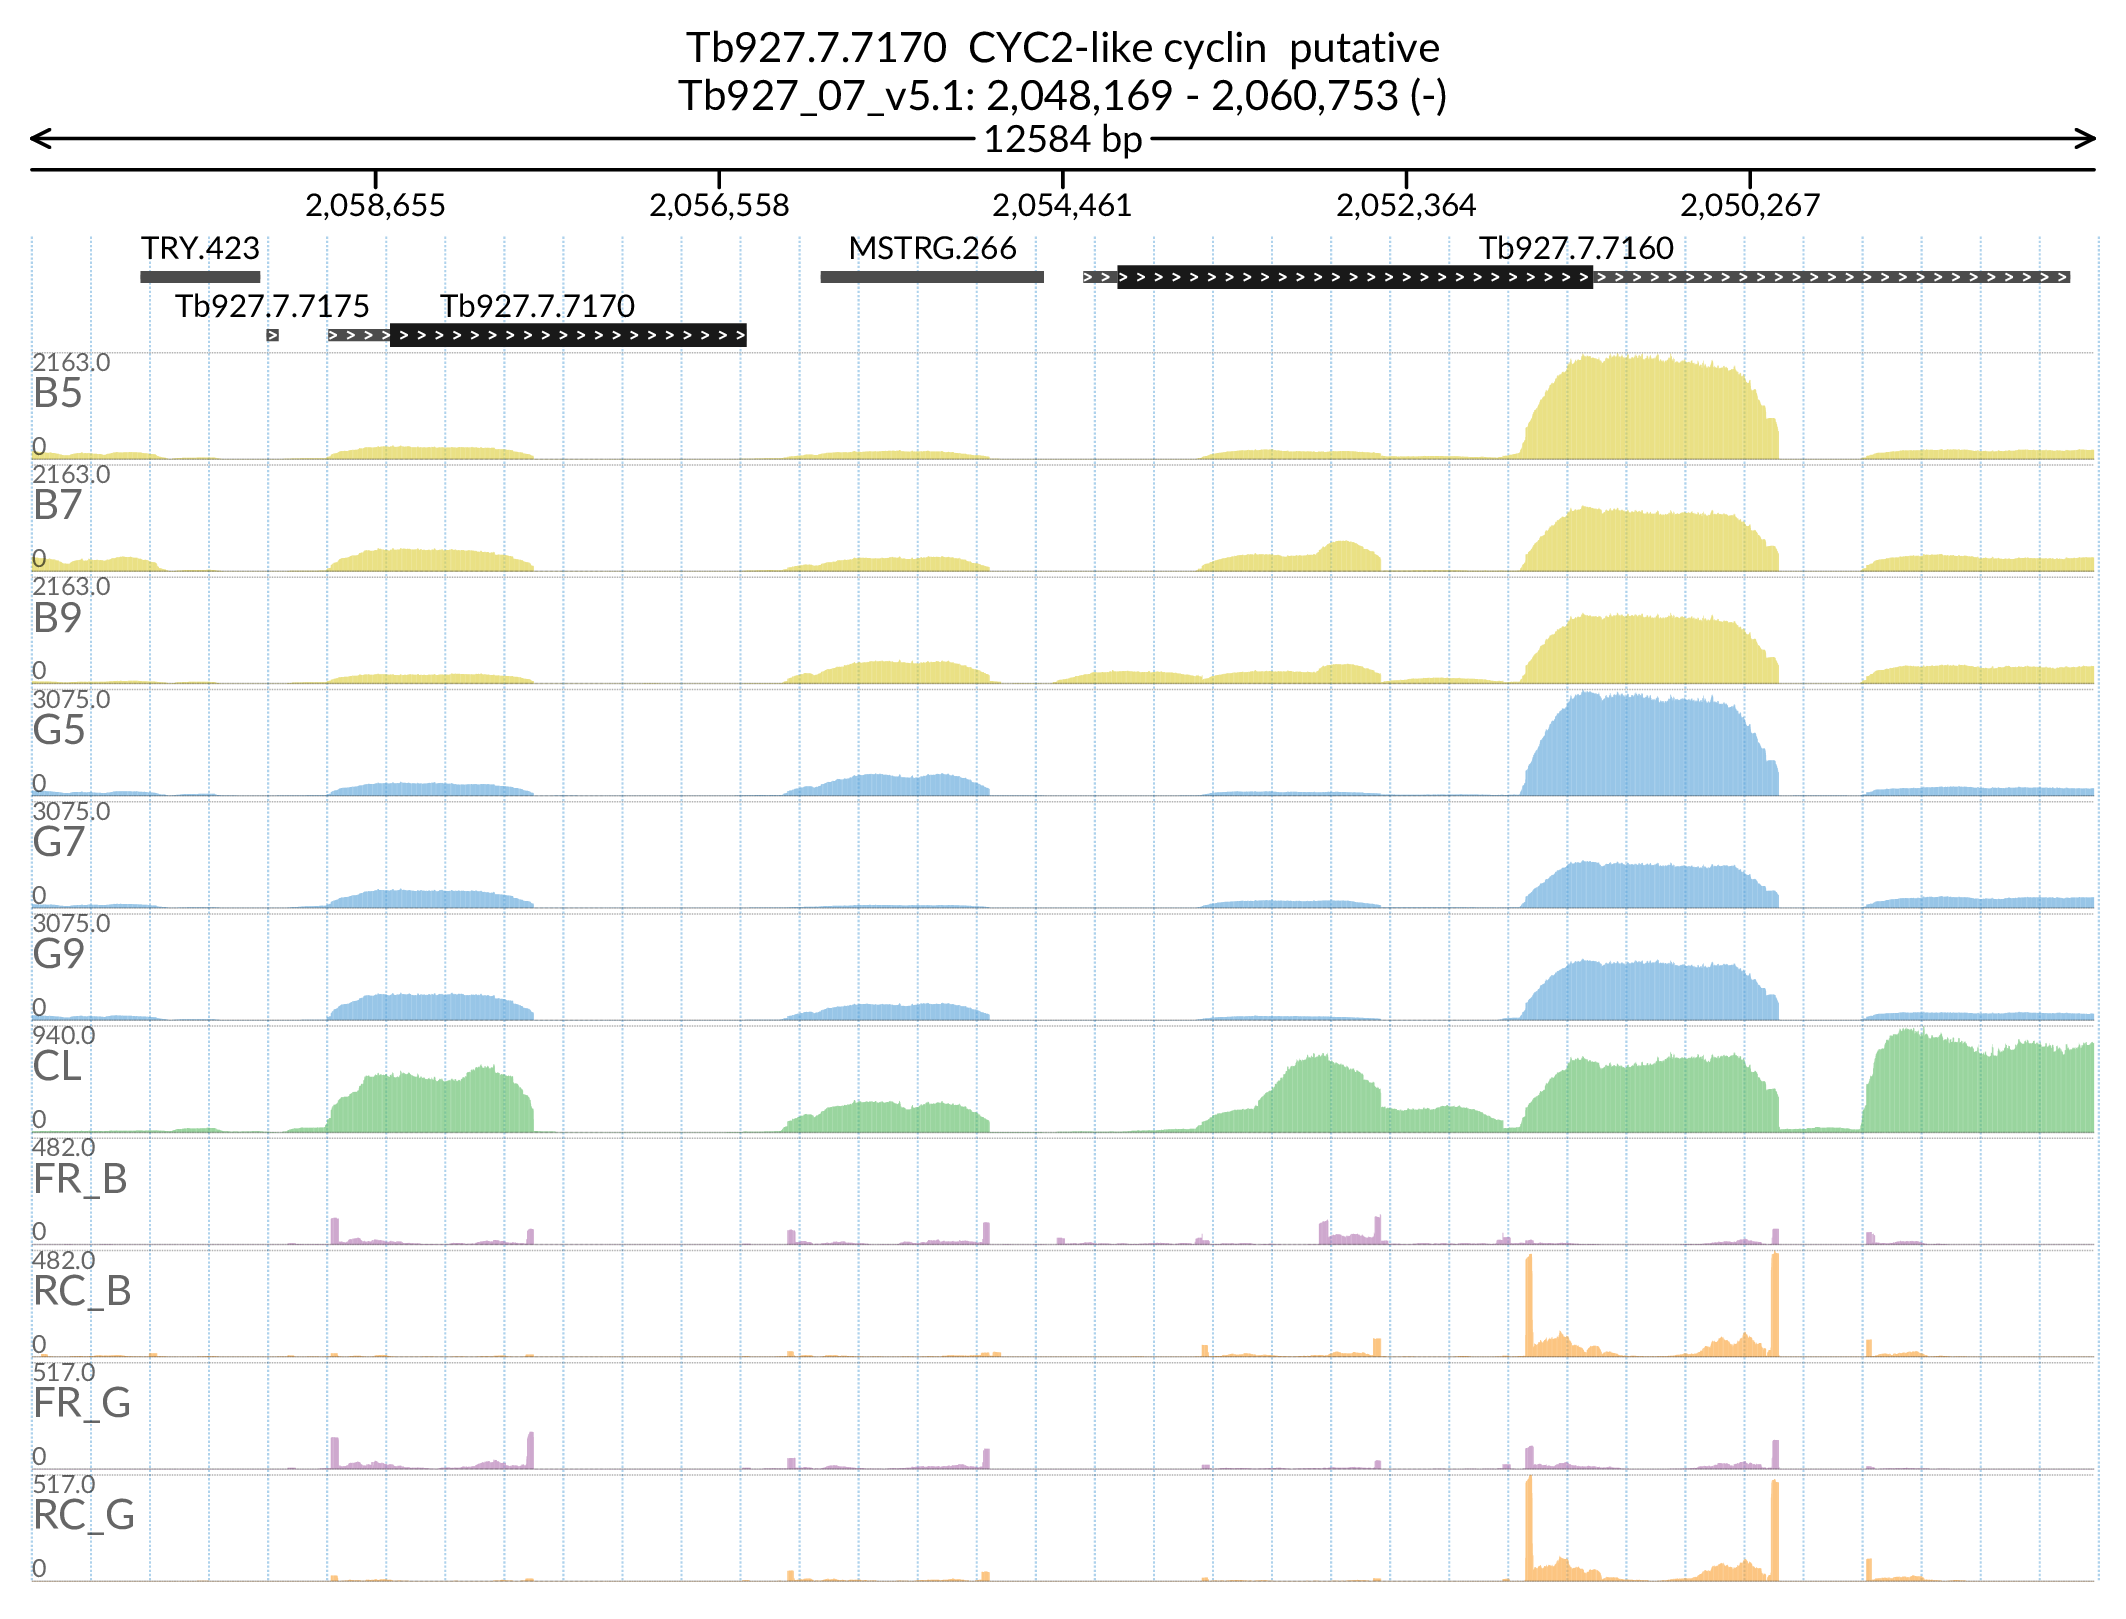 Tb927.7.7170 CYC2-like cyclin putative
Tb927_07_v5.1: 2,048,169 - 2,060,753 (-)
12584 bp
2,058,655 2,056,558 2,054,461 2,052,364 2,050,267
TRY.423 MSTRG.266 Tb927.7.7160
Tb927.7.7175 Tb927.7.7170
2163.0
B5
0
2163.0
B7
0
2163.0
B9
0
3075.0
G5
0
3075.0
G7
0
3075.0
G9
0
940.0
CL
0
482.0
FR_B
0
482.0
RC_B
0
517.0
FR_G
0
517.0
RC_G
0